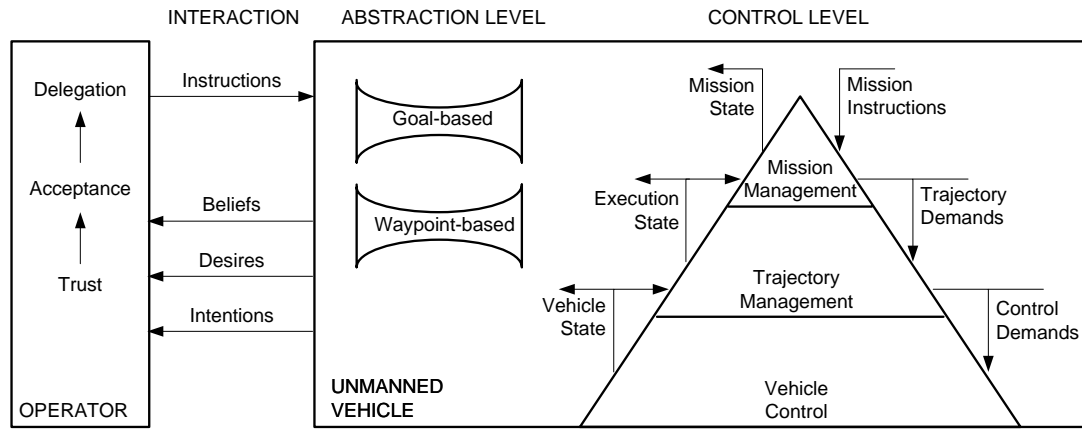 INTERACTION
ABSTRACTION LEVEL
CONTROL LEVEL
Delegation
Acceptance
Trust
OPERATOR
Instructions
Beliefs
Desires
Intentions
Goal-based
Waypoint-based
UNMANNED
VEHICLE
Mission
State
Mission
Instructions
Mission
Management
Execution
State
Trajectory
Demands
Trajectory
Management
Vehicle
State
Control
Demands
Vehicle
Control